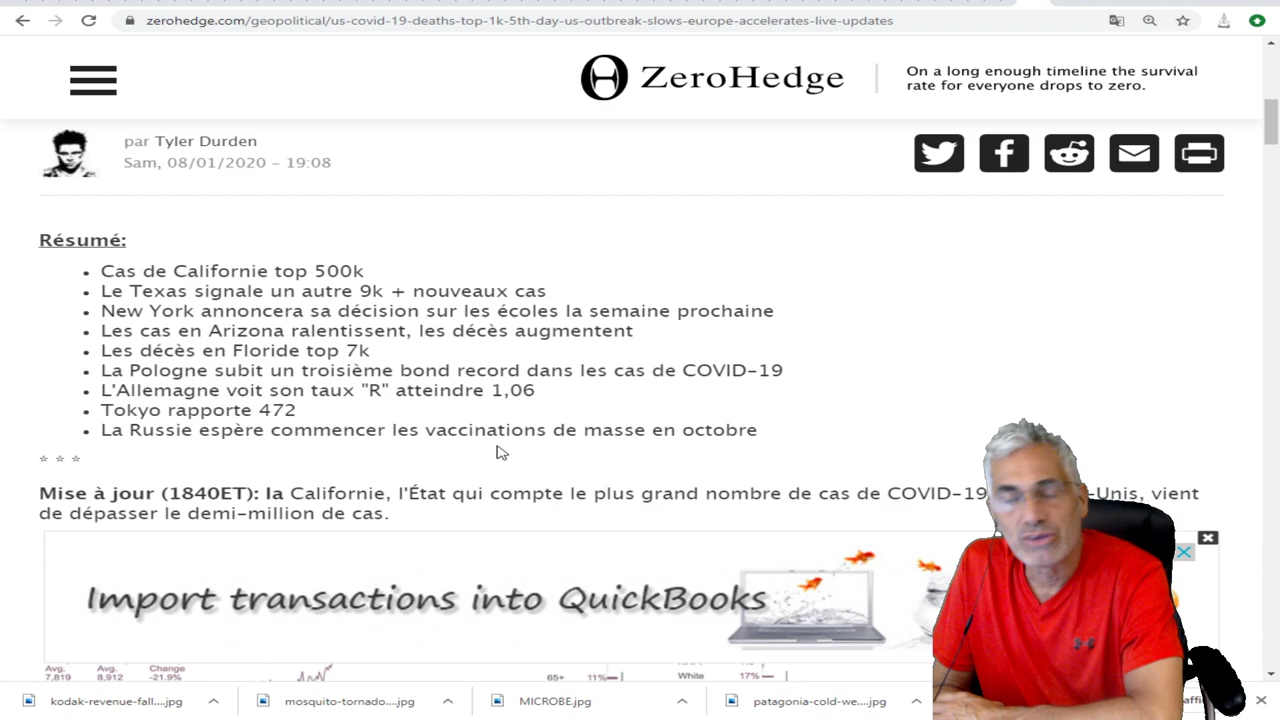 zerohedge.com/geopolitical/us-covid-19-deaths-top-1k-5th-day-us-outbreak-slows-europe-accelerates-live-updates
ZeroHedge
On a long enough timeline the survival
rate for everyone drops to zero.
par Tyler Durden
Sam, 08/01/2020 - 19:08
Résumé:
• Cas de Californie top 500k
• Le Texas signale un autre 9k + nouveaux cas
• New York annoncera sa décision sur les écoles la semaine prochaine
• Les cas en Arizona ralentissent, les décès augmentent
• Les décès en Floride top 7k
• La Pologne subit un troisième bond record dans les cas de COVID-19
• L'Allemagne voit son taux "R" atteindre 1,06
• Tokyo rapporte 472
• La Russie espère commencer les vaccinations de masse en octobre
* * *
Mise à jour (1840ET): la Californie, l'État qui compte le plus grand nombre de cas de COVID-19 -Unis, vient
de dépasser le demi-million de cas.
Import transactions into QuickBooks
Avg. Avg. Change
7,819 8,912 -21.9%
65+ 11%
White 17%
kodak-revenue-fall....jpg
mosquito-tornado....jpg
MICROBE.jpg
patagonia-cold-we....jpg